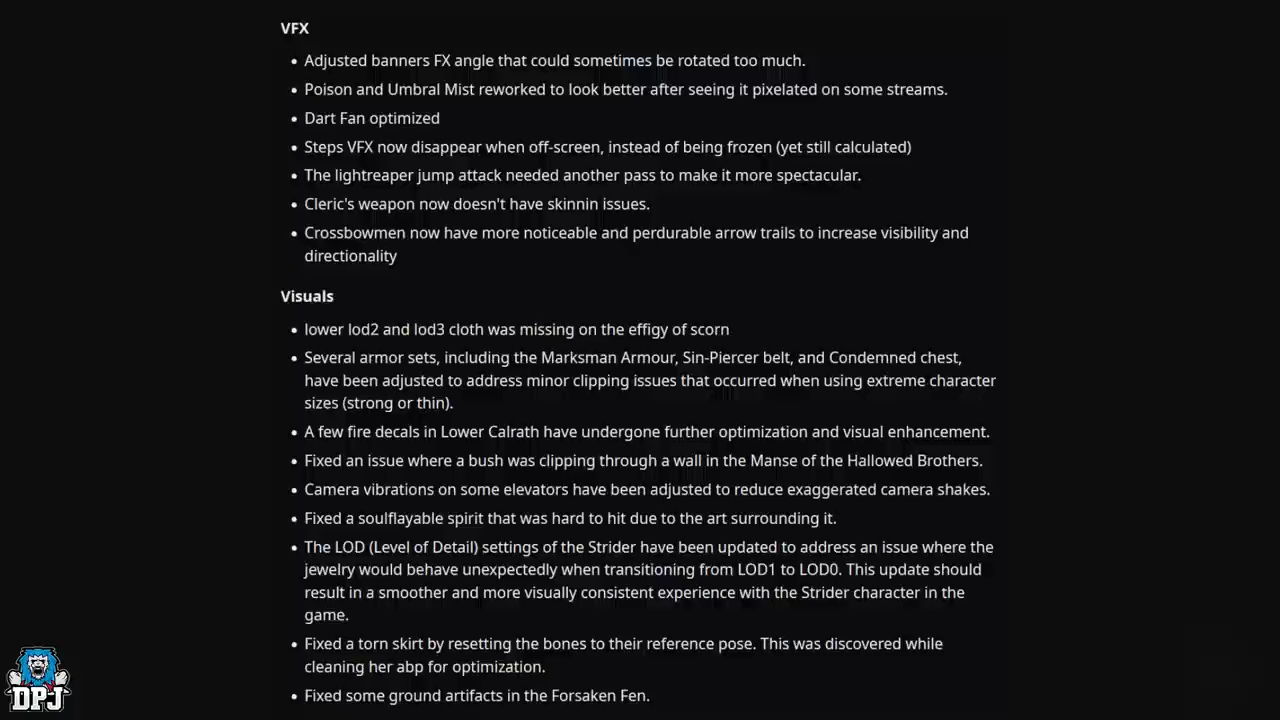 VFX
Adjusted banners FX angle that could sometimes be rotated too much.
Poison and Umbral Mist reworked to look better after seeing it pixelated on some streams.
Dart Fan optimized
Steps VFX now disappear when off-screen, instead of being frozen (yet still calculated)
The lightreaper jump attack needed another pass to make it more spectacular.
Cleric's weapon now doesn't have skinnin issues.
Crossbowmen now have more noticeable and perdurable arrow trails to increase visibility and
directionality
Visuals
lower lod2 and lod3 cloth was missing on the effigy of scorn
Several armor sets, including the Marksman Armour, Sin-Piercer belt, and Condemned chest,
have been adjusted to address minor clipping issues that occurred when using extreme character
sizes (strong or thin).
A few fire decals in Lower Calrath have undergone further optimization and visual enhancement.
Fixed an issue where a bush was clipping through a wall in the Manse of the Hallowed Brothers.
Camera vibrations on some elevators have been adjusted to reduce exaggerated camera shakes.
Fixed a soulflayable spirit that was hard to hit due to the art surrounding it.
The LOD (Level of Detail) settings of the Strider have been updated to address an issue where the
jewelry would behave unexpectedly when transitioning from LOD1 to LOD0. This update should
result in a smoother and more visually consistent experience with the Strider character in the
game.
Fixed a torn skirt by resetting the bones to their reference pose. This was discovered while
cleaning her abp for optimization.
Fixed some ground artifacts in the Forsaken Fen.
DPJ